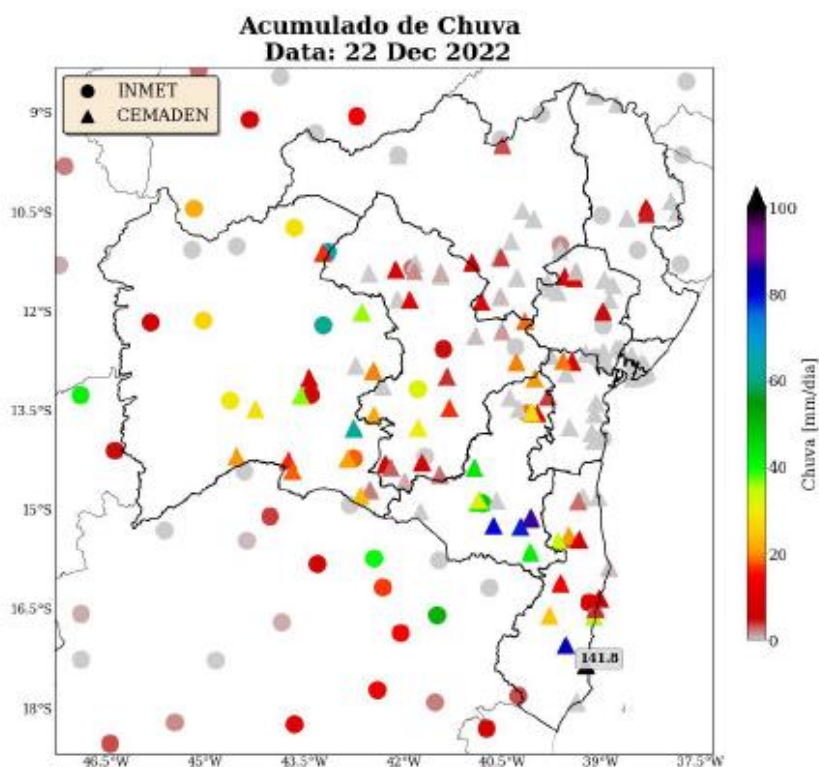 Acumulado de Chuva
Data: 22 Dec 2022
INMET
CEMADEN
9°S
10.5°S
12°S
13.5°S
15°S
16.5°S
18°S
46.5°W
45°W
43.5°W
42°W
40.5°W
39°W
37.5°W
141.8
100
80
60
40
20
0
Chuva [mm/dia]